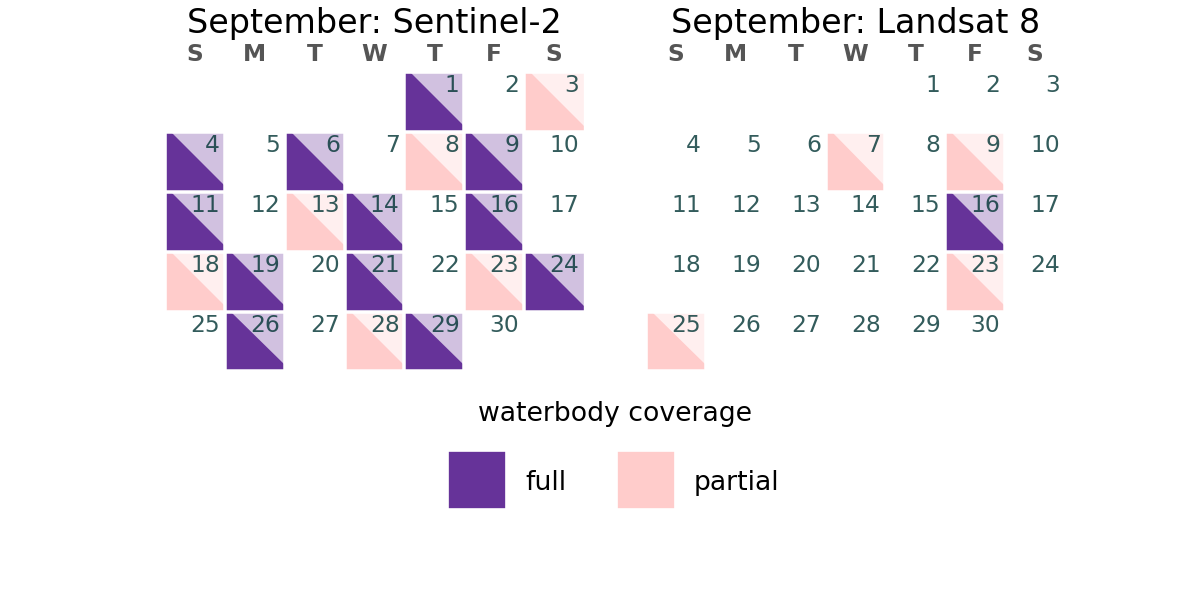 September: Sentinel-2
S M T W T F S
1 2 3
4 5 6 7 8 9 10
11 12 13 14 15 16 17
18 19 20 21 22 23 24
25 26 27 28 29 30
September: Landsat 8
S M T W T F S
1 2 3
4 5 6 7 8 9 10
11 12 13 14 15 16 17
18 19 20 21 22 23 24
25 26 27 28 29 30
waterbody coverage
full partial